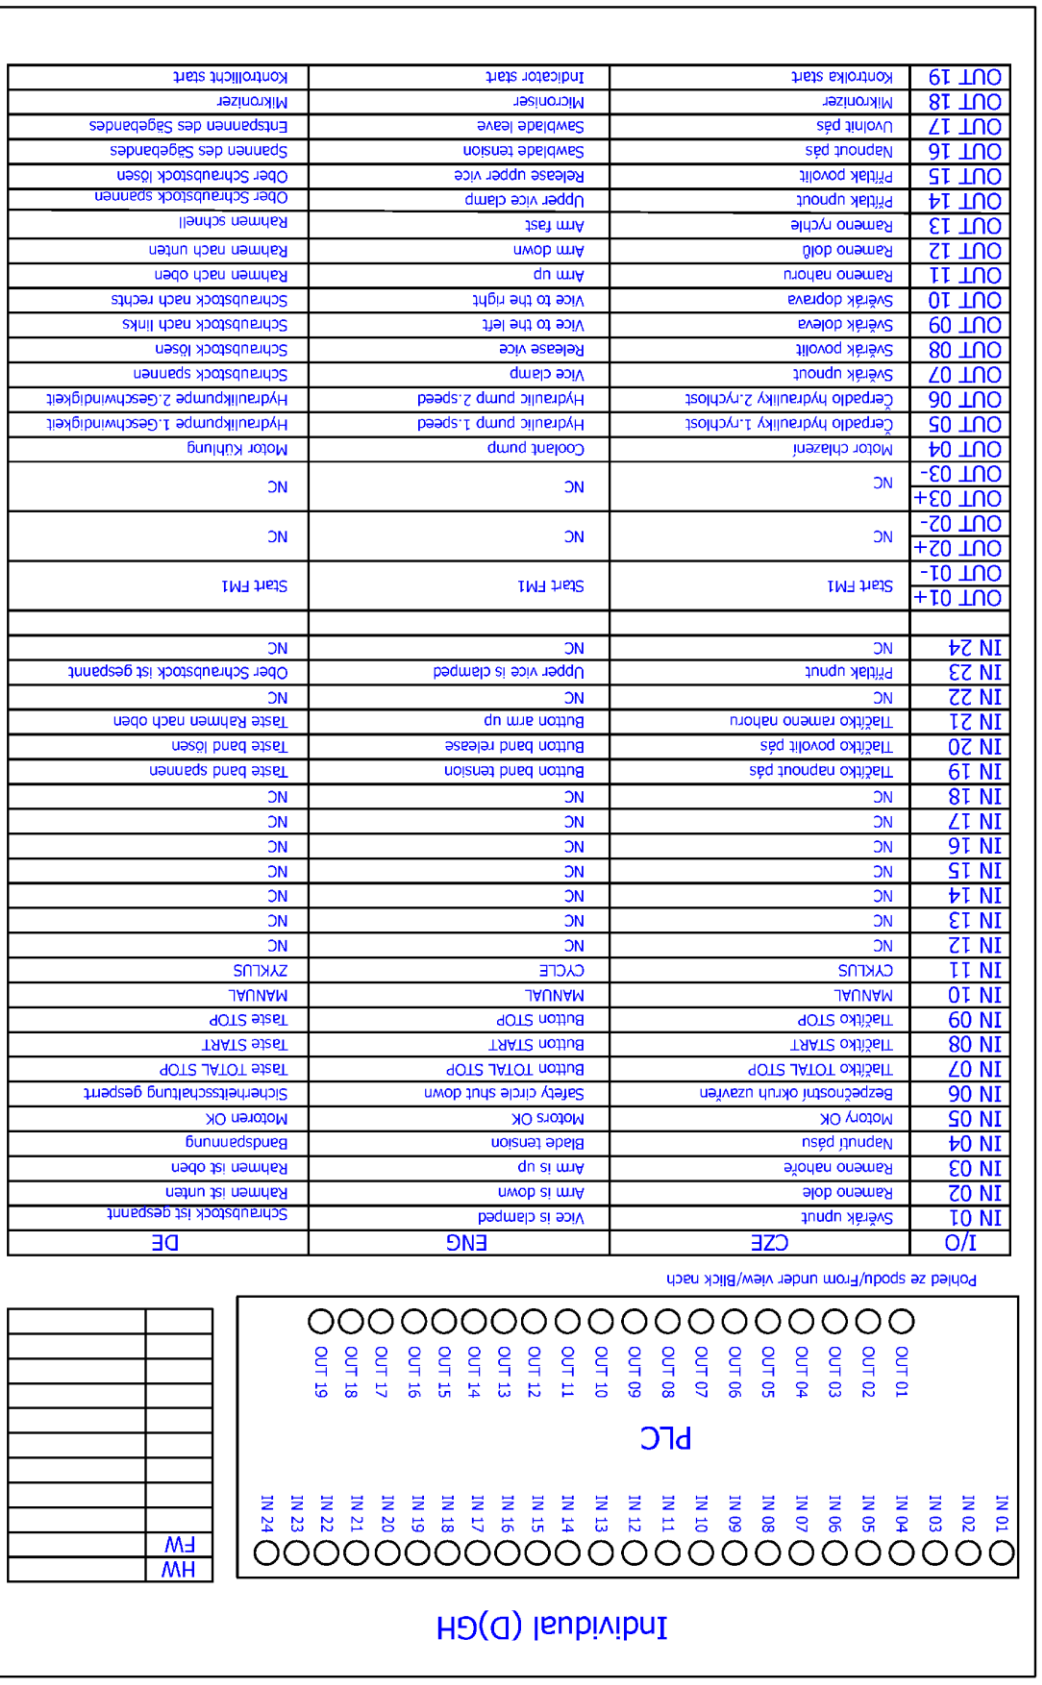 Individual (D)GH
IN 01 IN 02 IN 03 IN 04 IN 05 IN 06 IN 07 IN 08 IN 09 IN 10 IN 11 IN 12 IN 13 IN 14 IN 15 IN 16 IN 17 IN 18 IN 19 IN 20 IN 21 IN 22 IN 23 IN 24
PLC
OUT 01 OUT 02 OUT 03 OUT 04 OUT 05 OUT 06 OUT 07 OUT 08 OUT 09 OUT 10 OUT 11 OUT 12 OUT 13 OUT 14 OUT 15 OUT 16 OUT 17 OUT 18 OUT 19
HW
FW
Pohled ze spodu/From under view/Blick nach
I/O CZE ENG DE
IN 01 Svěrák upnut Vice is clamped Schraubstock ist gespannt
IN 02 Rameno dole Arm is down Rahmen ist unten
IN 03 Rameno nahoře Arm is up Rahmen ist oben
IN 04 Napnutí pásu Blade tension Bandspannung
IN 05 Motory OK Motors OK Motoren OK
IN 06 Bezpečnostní okruh uzavřen Safety circle shut down Sicherheitsschaltung gesperrt
IN 07 Tlačítko TOTAL STOP Button TOTAL STOP Taste TOTAL STOP
IN 08 Tlačítko START Button START Taste START
IN 09 Tlačítko STOP Button STOP Taste STOP
IN 10 MANUAL MANUAL MANUAL
IN 11 CYKLUS CYCLE ZYKLUS
IN 12 NC NC NC
IN 13 NC NC NC
IN 14 NC NC NC
IN 15 NC NC NC
IN 16 NC NC NC
IN 17 NC NC NC
IN 18 NC NC NC
IN 19 Tlačítko napnout pás Button band tension Taste band spannen
IN 20 Tlačítko povolit pás Button band release Taste band lösen
IN 21 Tlačítko rameno nahoru Button arm up Taste Rahmen nach oben
IN 22 NC NC NC
IN 23 Přítlak upnut Upper vice is clamped Ober Schraubstock ist gespannt
IN 24 NC NC NC
OUT 01+ Start FM1 Start FM1 Start FM1
OUT 01-
OUT 02+ NC NC NC
OUT 02-
OUT 03+ NC NC NC
OUT 03-
OUT 04 Motor chlazení Coolant pump Motor Kühlung
OUT 05 Čerpadlo hydrauliky 1.rychlost Hydraulic pump 1.speed Hydraulikpumpe 1.Geschwindigkeit
OUT 06 Čerpadlo hydrauliky 2.rychlost Hydraulic pump 2.speed Hydraulikpumpe 2.Geschwindigkeit
OUT 07 Svěrák upnout Vice clamp Schraubstock spannen
OUT 08 Svěrák povolit Release vice Schraubstock lösen
OUT 09 Svěrák doleva Vice to the left Schraubstock nach links
OUT 10 Svěrák doprava Vice to the right Schraubstock nach rechts
OUT 11 Rameno nahoru Arm up Rahmen nach oben
OUT 12 Rameno dolů Arm down Rahmen nach unten
OUT 13 Rameno rychle Arm fast Rahmen schnell
OUT 14 Přítlak upnout Upper vice clamp Ober Schraubstock spannen
OUT 15 Přítlak povolit Release upper vice Ober Schraubstock lösen
OUT 16 Napnout pás Sawblade tension Spannen des Sägebandes
OUT 17 Uvolnit pás Sawblade leave Entspannen des Sägebandes
OUT 18 Mikronizer Microniser Mikronizer
OUT 19 Kontrolka start Indicator start Kontrollicht start